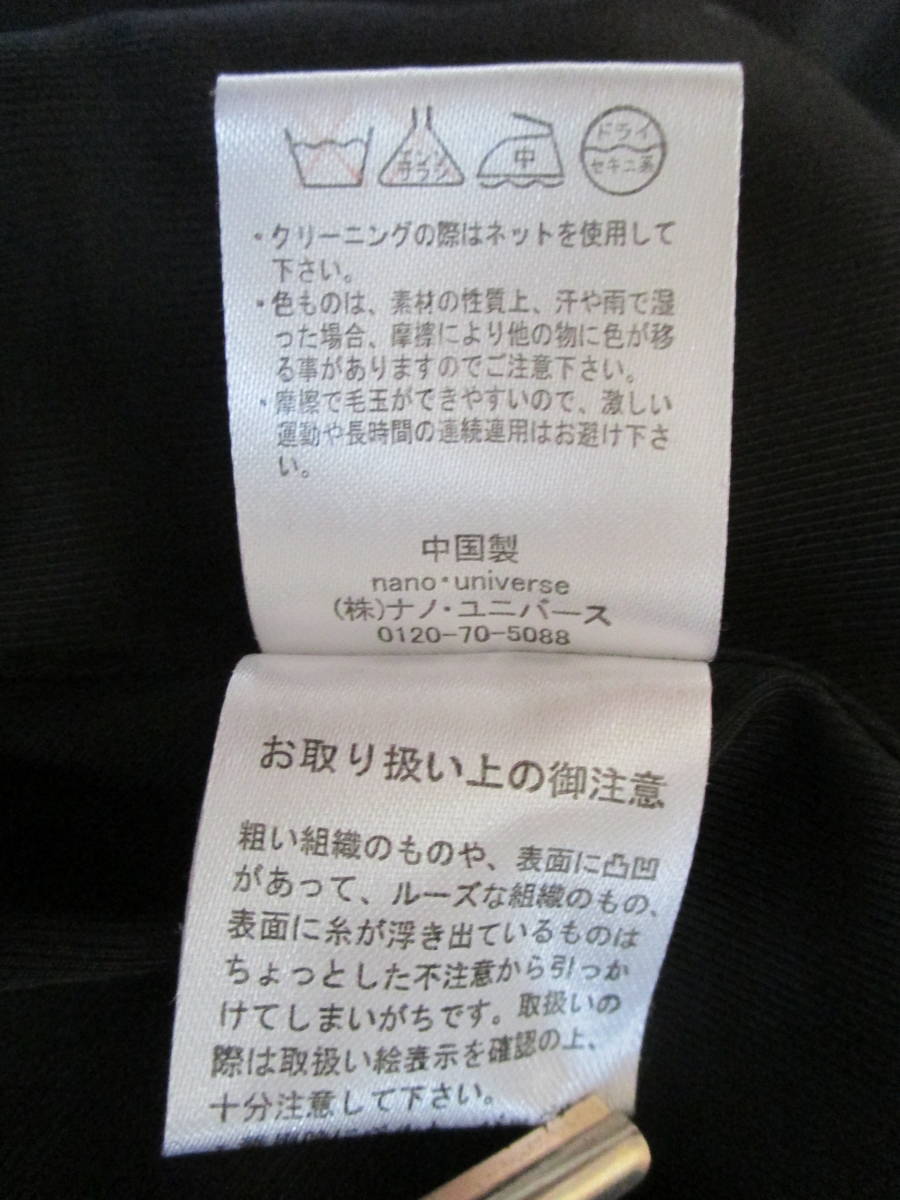 エンソ
サラシ
中
ドライ
セキユ系
・クリーニングの際はネットを使用して
下さい。
・色ものは、素材の性質上、汗や雨で湿
った場合、摩擦により他の物に色が移
る事がありますのでご注意下さい。
・摩擦で毛玉ができやすいので、激しい
運動や長時間の連続連用はお避け下さ
い。
中国製
nano・universe
(株)ナノ・ユニバース
0120-70-5088
お取り扱い上の御注意
粗い組織のものや、表面に凸凹
があって、ルーズな組織のもの、
表面に糸が浮き出ているものは
ちょっとした不注意から引っか
けてしまいがちです。取扱いの
際は取扱い絵表示を確認の上、
十分注意して下さい。